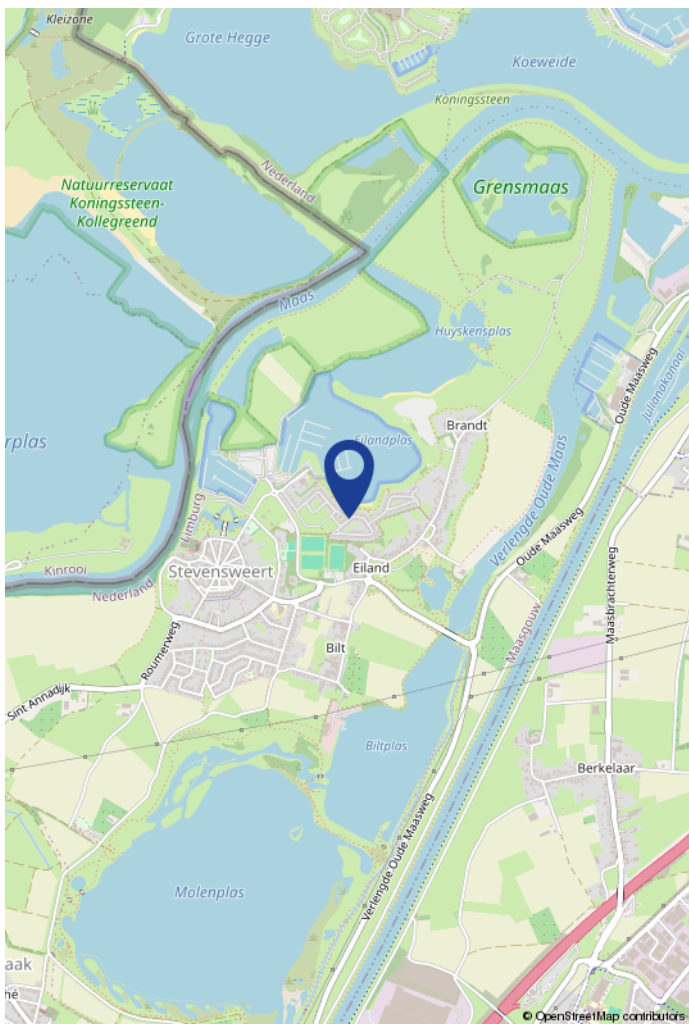 Kleizone
Grote Hegge
Koeweide
Koningssteen
Nederland
Natuurreservaat
Koningssteen-
Kollegreend
Grensmaas
Maas
Huyskensplas
Oude Maasweg
Julianakanaal
Brandt
Eilandplas
rplas
Limburg
Verlengde Oude Maas
Oude Maasweg
Kinrooi
Nederland
Stevensweert
Eiland
Maasbrachterweg
Maasgouw
Roumerweg
Bilt
Sint Annadijk
Biltplas
Berkelaar
Verlengde Oude Maasweg
Molenplas
aak
hé
© OpenStreetMap contributors